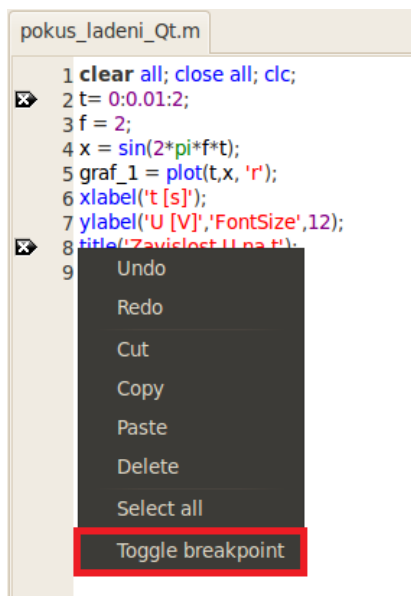 pokus_ladeni_Qt.m
1 clear all; close all; clc;
2 t= 0:0.01:2;
3 f = 2;
4 x = sin(2*pi*f*t);
5 graf_1 = plot(t,x, 'r');
6 xlabel('t [s]');
7 ylabel('U [V]','FontSize',12);
8 title('Zavislost U na t');
9
Undo
Redo
Cut
Copy
Paste
Delete
Select all
Toggle breakpoint